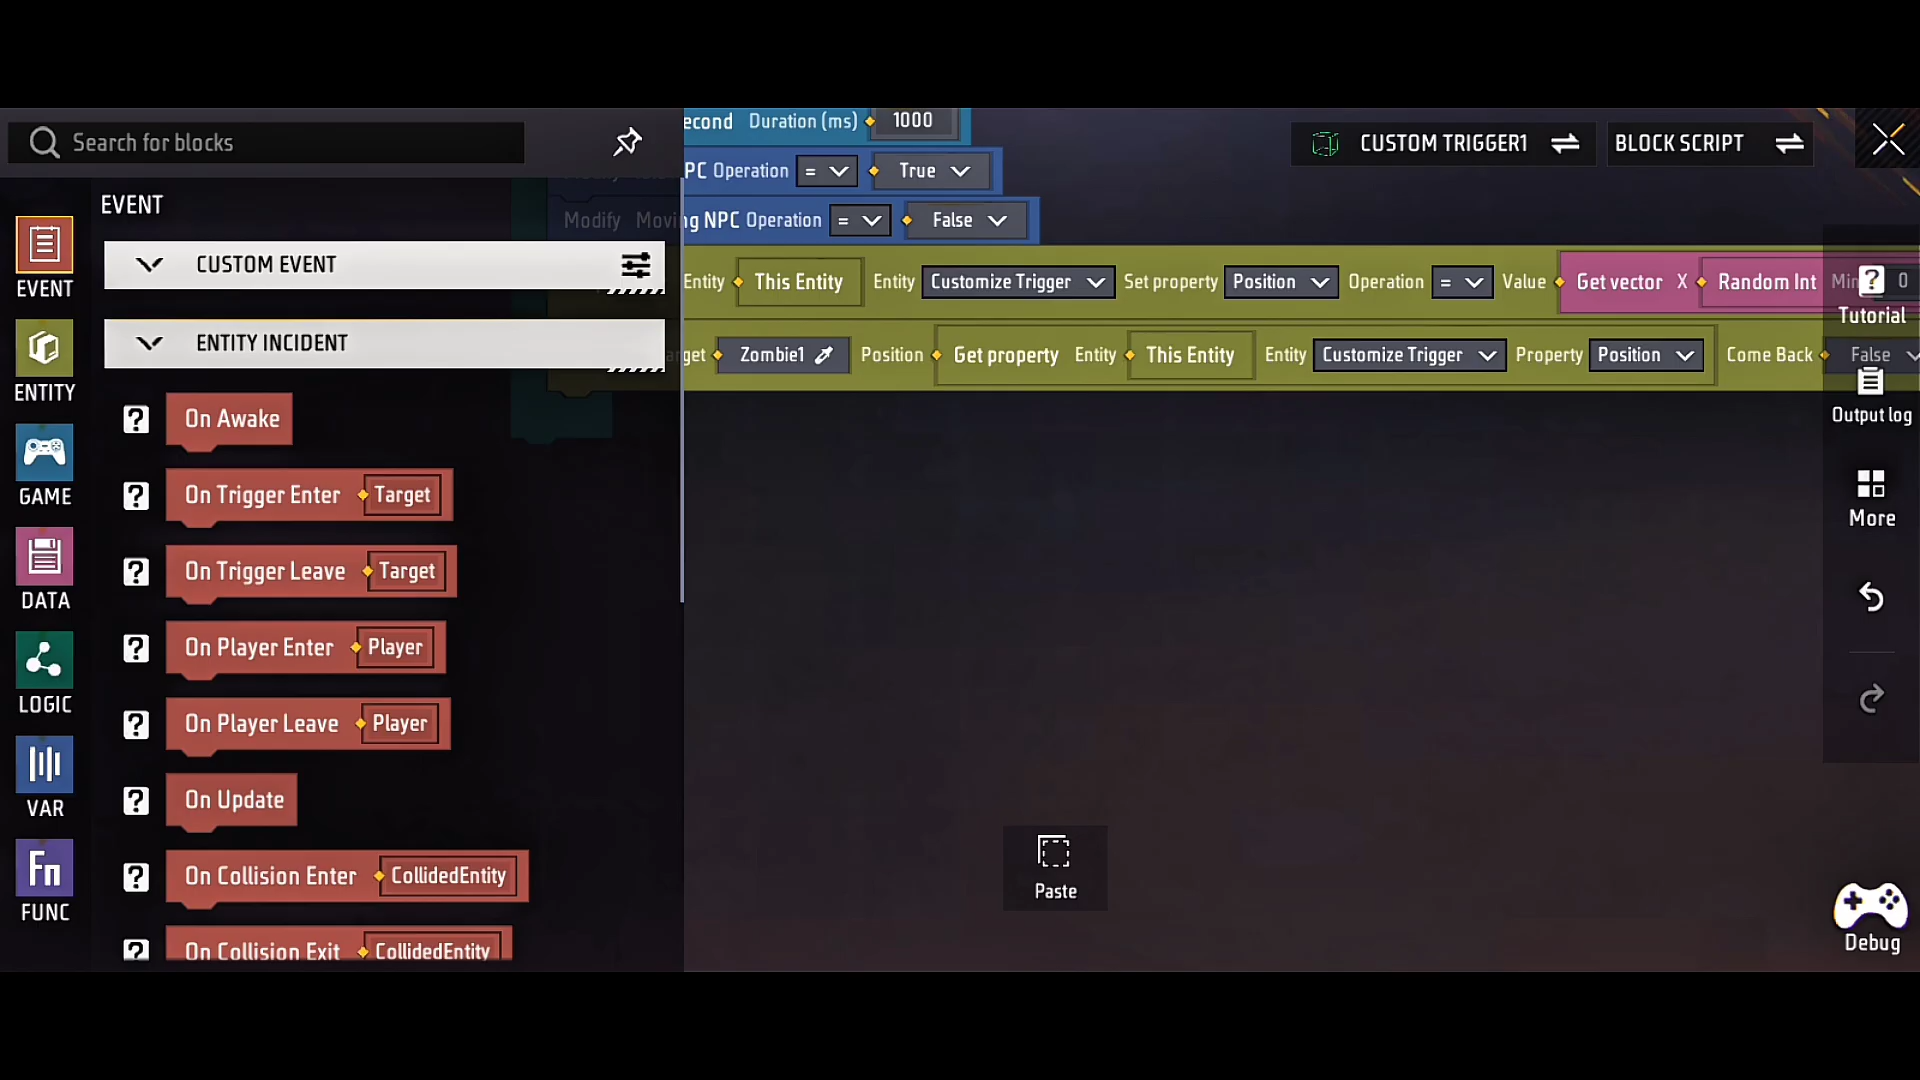 Search for blocks
EVENT
CUSTOM EVENT
ENTITY INCIDENT
On Awake
On Trigger Enter Target
On Trigger Leave Target
On Player Enter Player
On Player Leave Player
On Update
On Collision Enter CollidedEntity
On Collision Exit CollidedEntity
EVENT
ENTITY
GAME
DATA
LOGIC
VAR
FUNC
econd Duration (ms) 1000
PC Operation = True
Modify Moving NPC Operation = False
Entity This Entity Entity Customize Trigger Set property Position Operation = Value Get vector X Random Int Min 0
get Zombie1 Position Get property Entity This Entity Entity Customize Trigger Property Position Come Back False
CUSTOM TRIGGER1
BLOCK SCRIPT
Tutorial
Output log
More
Paste
Debug